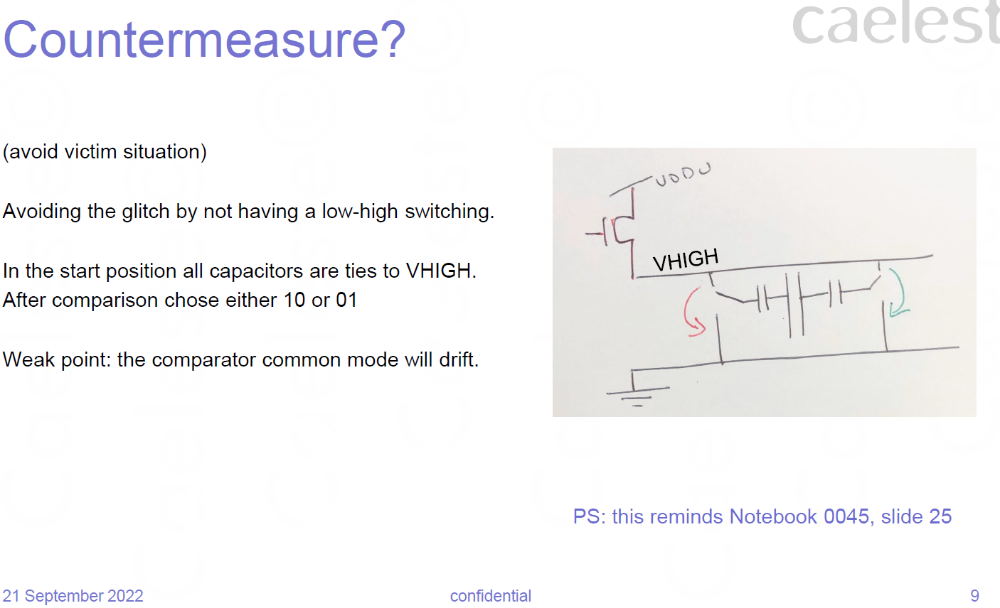 caelest
Countermeasure?
(avoid victim situation)
Avoiding the glitch by not having a low-high switching.
In the start position all capacitors are ties to VHIGH.
After comparison chose either 10 or 01
Weak point: the comparator common mode will drift.
VDDU
VHIGH
PS: this reminds Notebook 0045, slide 25
21 September 2022
confidential
9